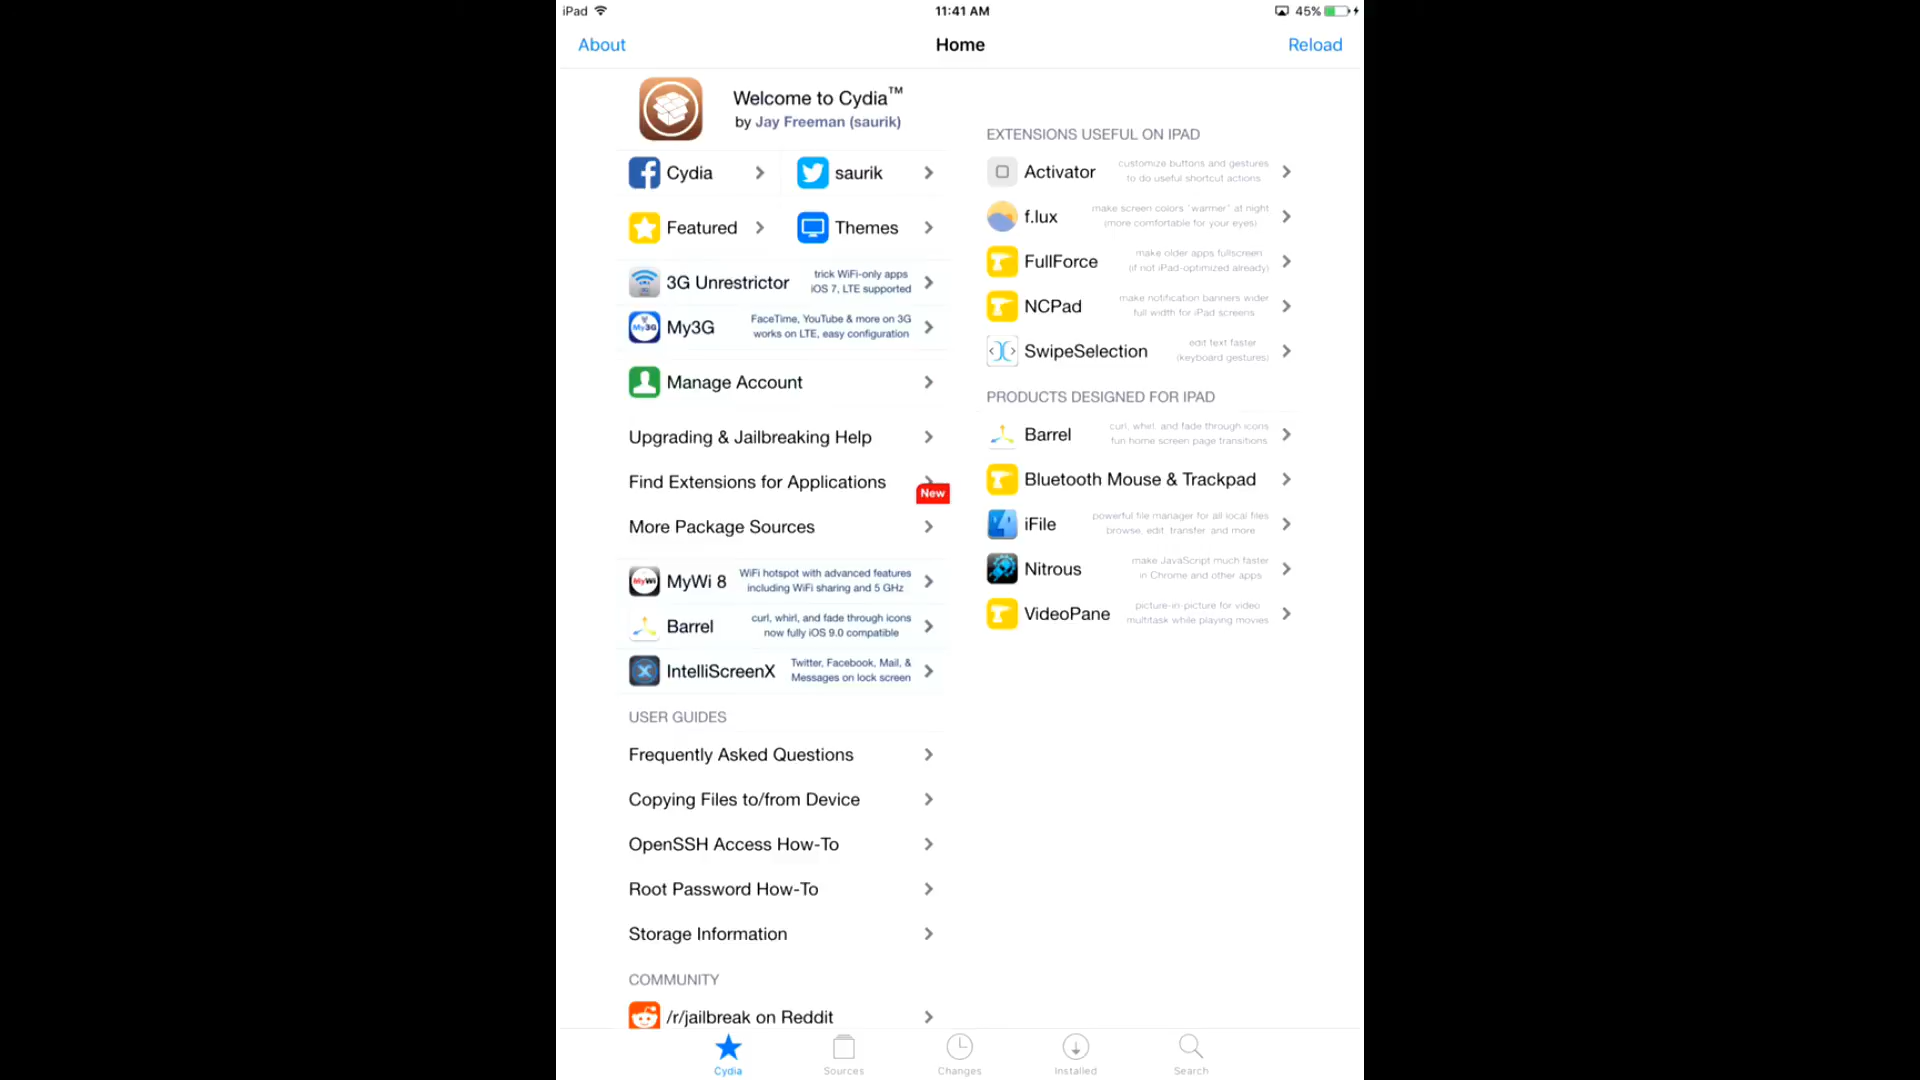 iPad
11:41 AM
45%
About
Home
Reload
Welcome to Cydia™
by Jay Freeman (saurik)
Cydia
saurik
Featured
Themes
3G Unrestrictor
trick WiFi-only apps
iOS 7, LTE supported
My3G
My3G
FaceTime, YouTube & more on 3G
works on LTE, easy configuration
Manage Account
Upgrading & Jailbreaking Help
Find Extensions for Applications
New
More Package Sources
MyWi
MyWi 8
WiFi hotspot with advanced features
including WiFi sharing and 5 GHz
Barrel
curl, whirl, and fade through icons
now fully iOS 9.0 compatible
IntelliScreenX
Twitter, Facebook, Mail, &
Messages on lock screen
USER GUIDES
Frequently Asked Questions
Copying Files to/from Device
OpenSSH Access How-To
Root Password How-To
Storage Information
COMMUNITY
/r/jailbreak on Reddit
EXTENSIONS USEFUL ON IPAD
Activator
customize buttons and gestures
to do useful shortcut actions
f.lux
make screen colors "warmer" at night
(more comfortable for your eyes)
FullForce
make older apps fullscreen
(if not iPad-optimized already)
NCPad
make notification banners wider
full width for iPad screens
SwipeSelection
edit text faster
(keyboard gestures)
PRODUCTS DESIGNED FOR IPAD
Barrel
curl, whirl, and fade through icons
fun home screen page transitions
Bluetooth Mouse & Trackpad
iFile
powerful file manager for all local files
browse, edit, transfer, and more
Nitrous
make JavaScript much faster
in Chrome and other apps
VideoPane
picture-in-picture for video
multitask while playing movies
Cydia
Sources
Changes
Installed
Search